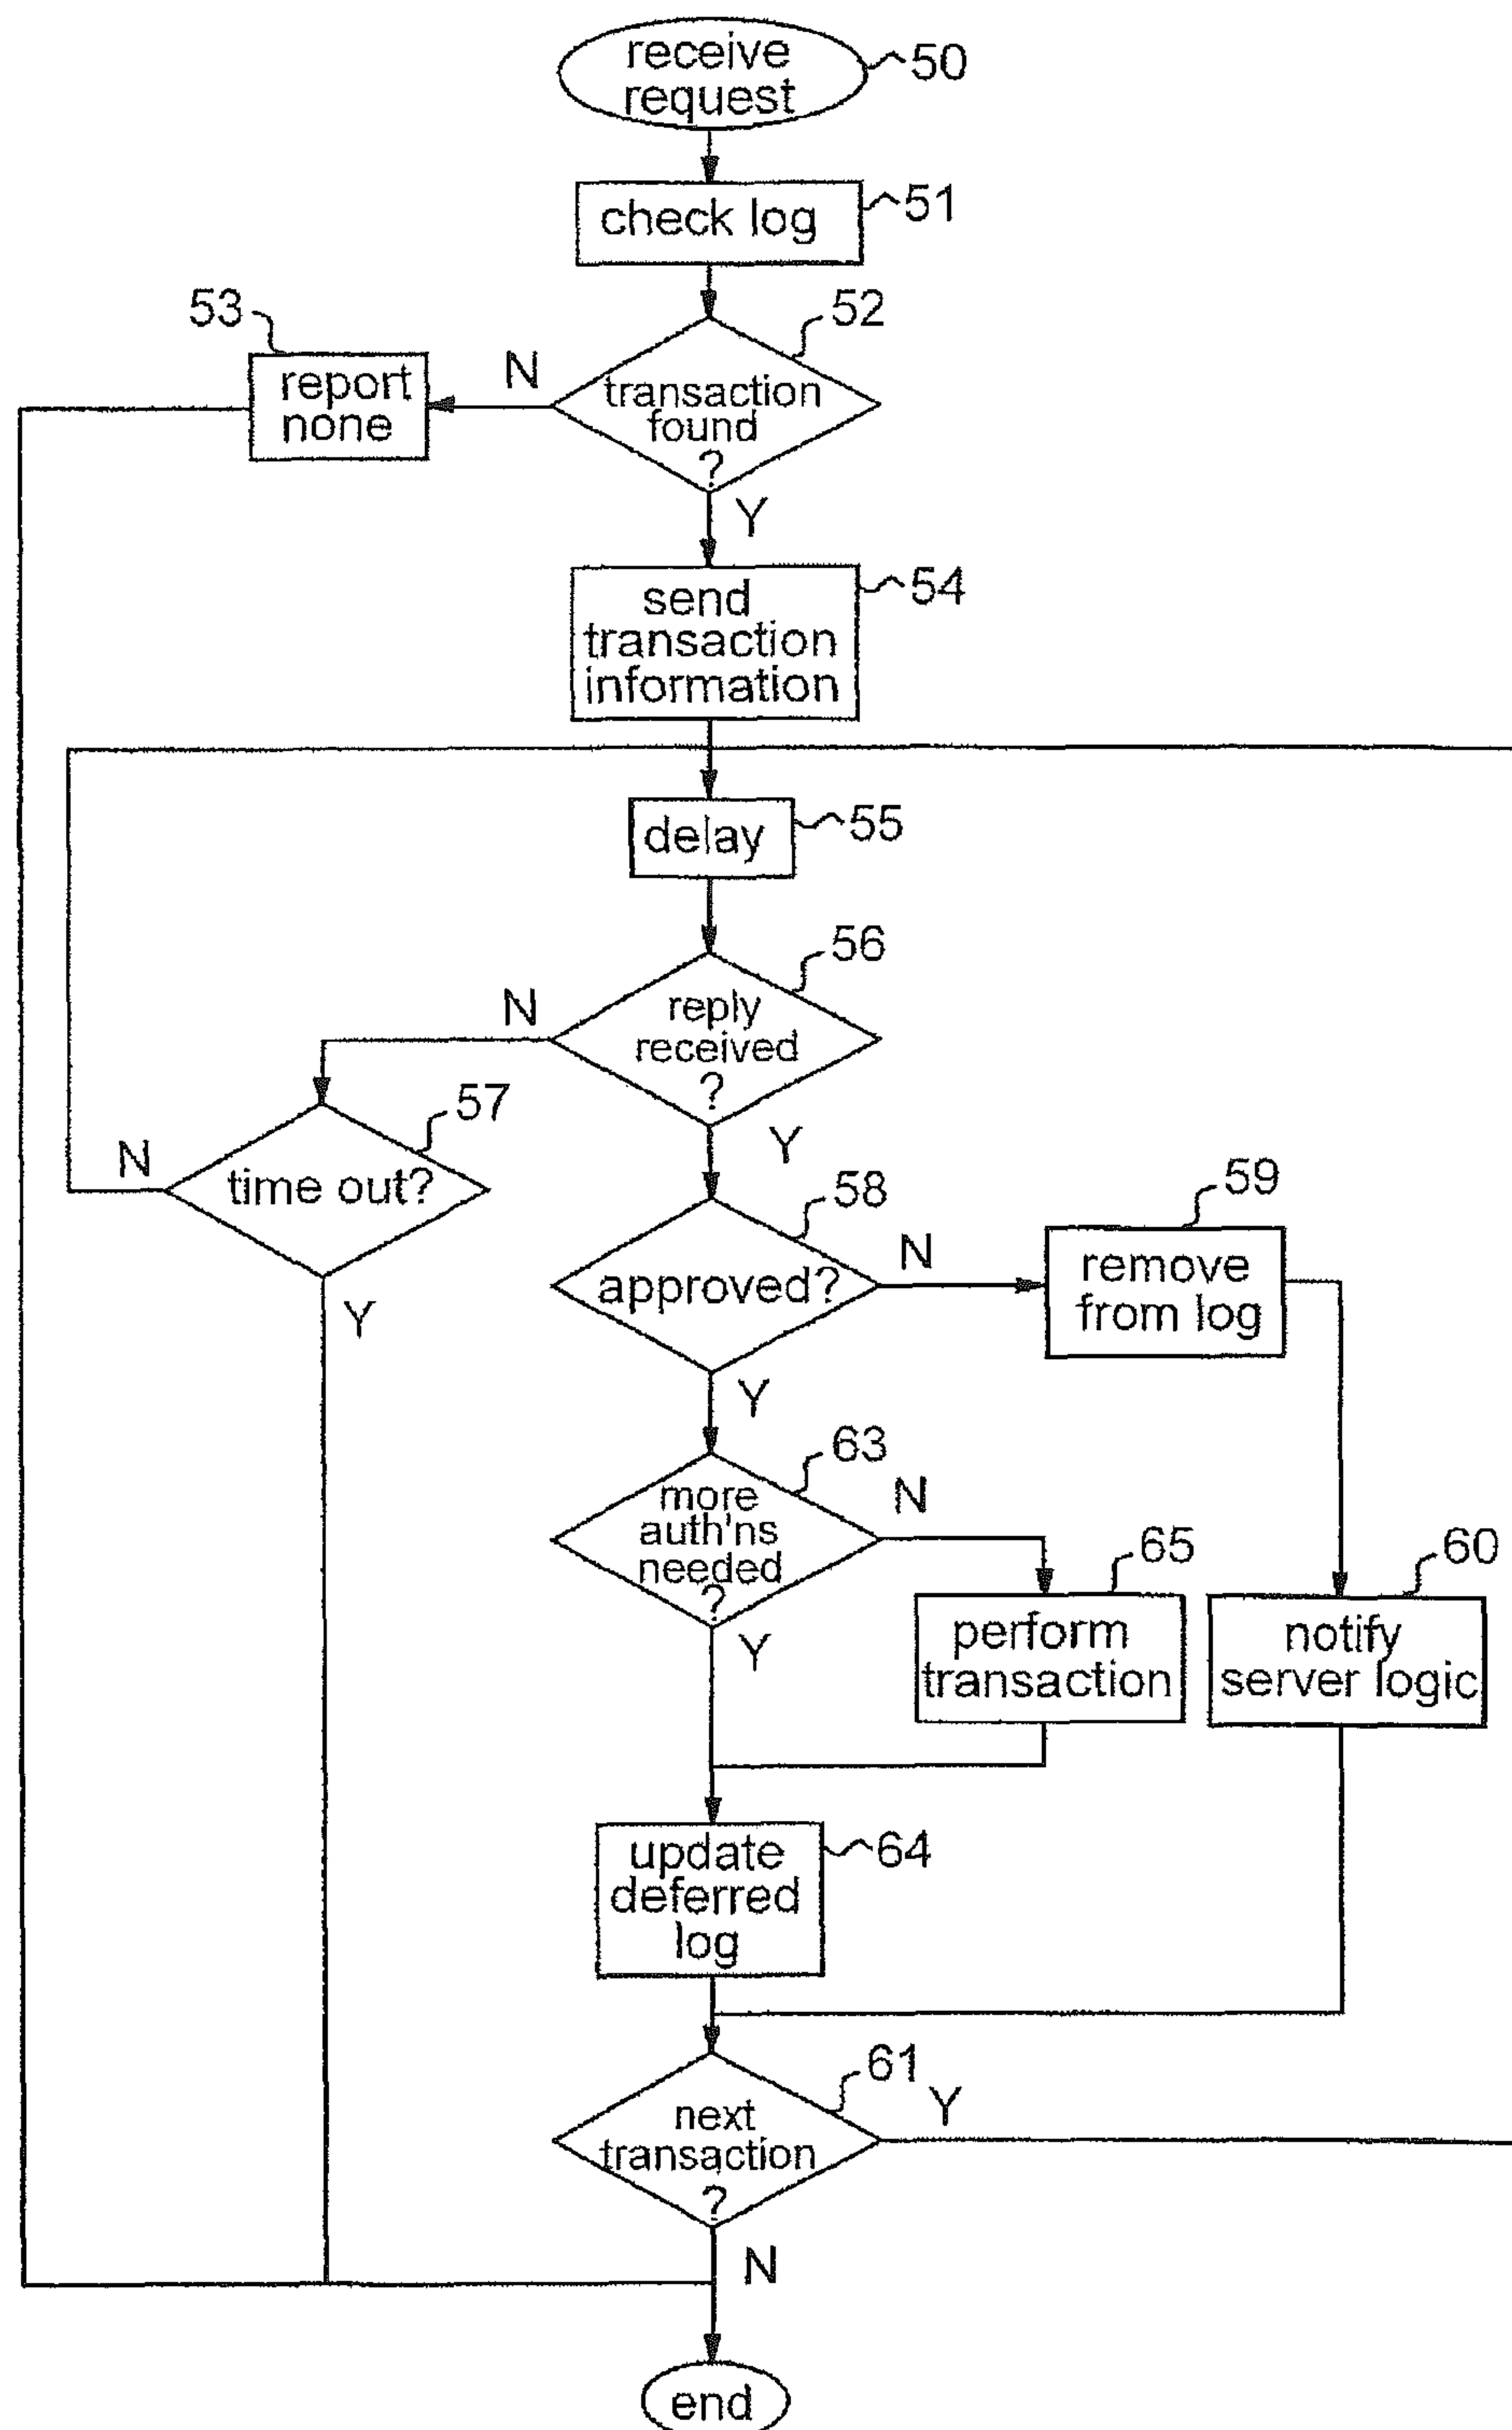 receive
request
50
check log
51
53
52
report
none
N
transaction
found
?
Y
send
transaction
information
54
delay
55
56
N
reply
received
?
57
Y
N
time out?
58
59
approved?
N
remove
from log
Y
Y
63
more
auth'ns
needed
?
N
65
60
Y
perform
transaction
notify
server logic
update
deferred
log
64
61
next
transaction
?
Y
N
end